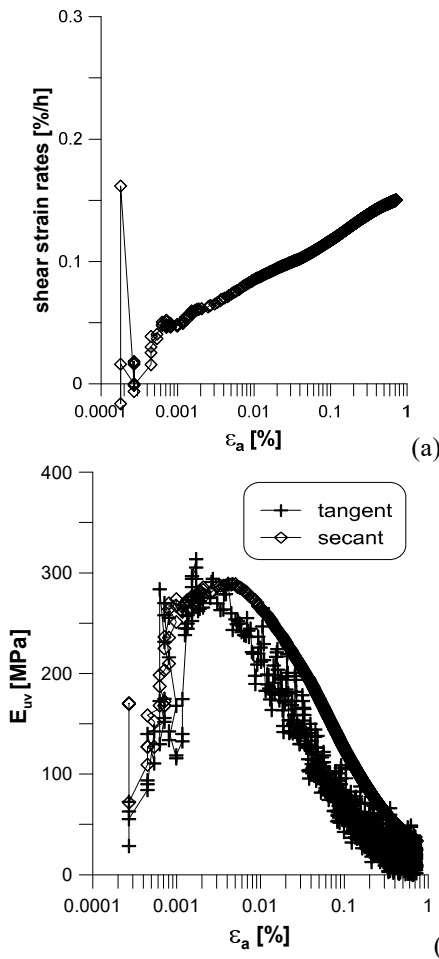 0.3
0.2
0.1
0
0.0001 0.001 0.01 0.1 1
shear strain rates [%/h]
εa [%]
(a)
400
300
200
100
0
tangent
secant
Euv [MPa]
0.0001 0.001 0.01 0.1 1
εa [%]
(